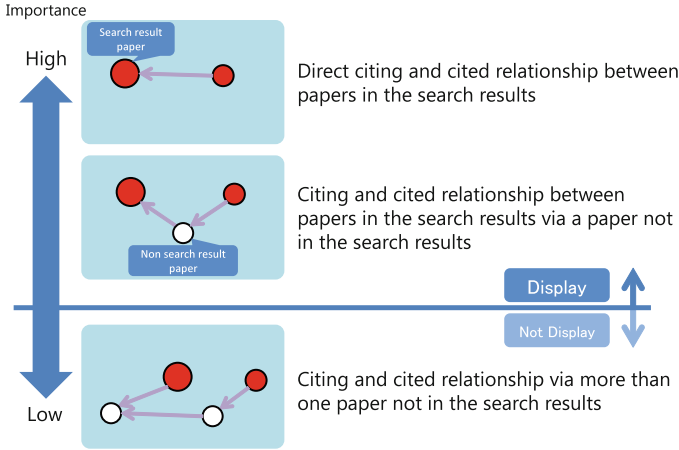 Importance
High
Search result
paper
Direct citing and cited relationship between
papers in the search results
Citing and cited relationship between
papers in the search results via a paper not
in the search results
Non search result
paper
Display
Not Display
Citing and cited relationship via more than
one paper not in the search results
Low